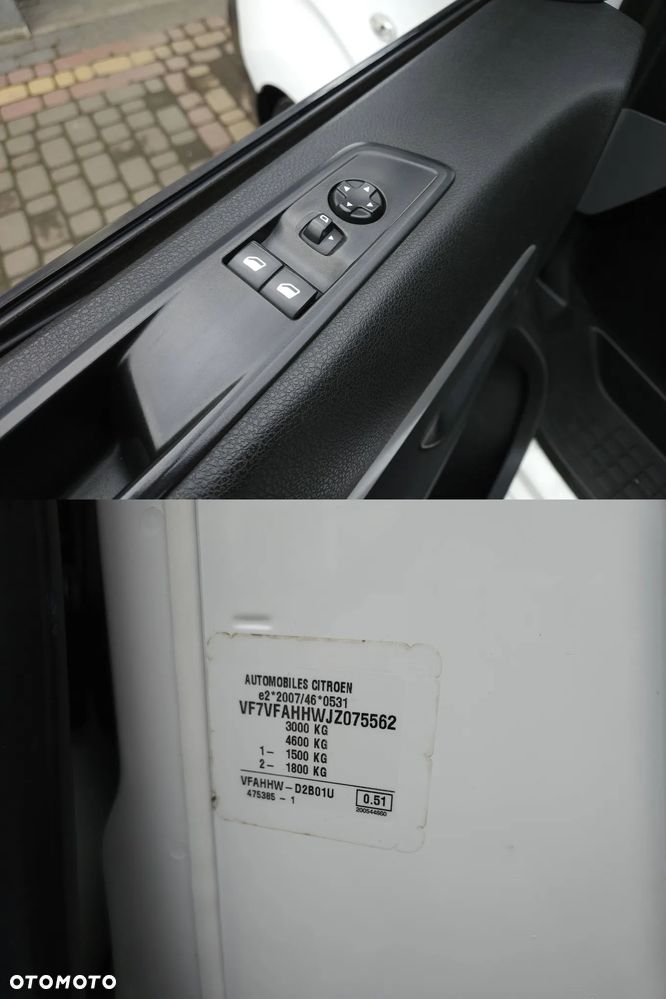 AUTOMOBILES CITROEN
e2*2007/46*0531
VF7VFAHHWJZ075562
3000 KG
4600 KG
1- 1500 KG
2- 1800 KG
VFAHHW-D2B01U
475385 - 1
0.51
200544660
OTOMOTO